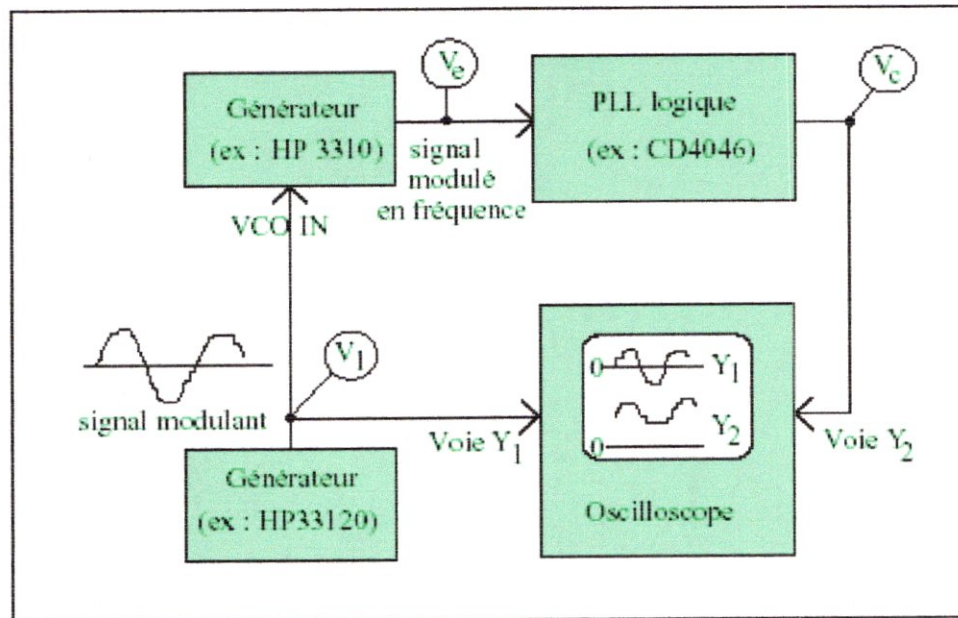 Ve
Vc
Générateur
(ex : HP 3310)
signal
modulé
en fréquence
PLL logique
(ex : CD4046)
VCO IN
V1
signal modulant
Voie Y1
Générateur
(ex : HP33120)
0
Y1
Y2
0
Oscilloscope
Voie Y2